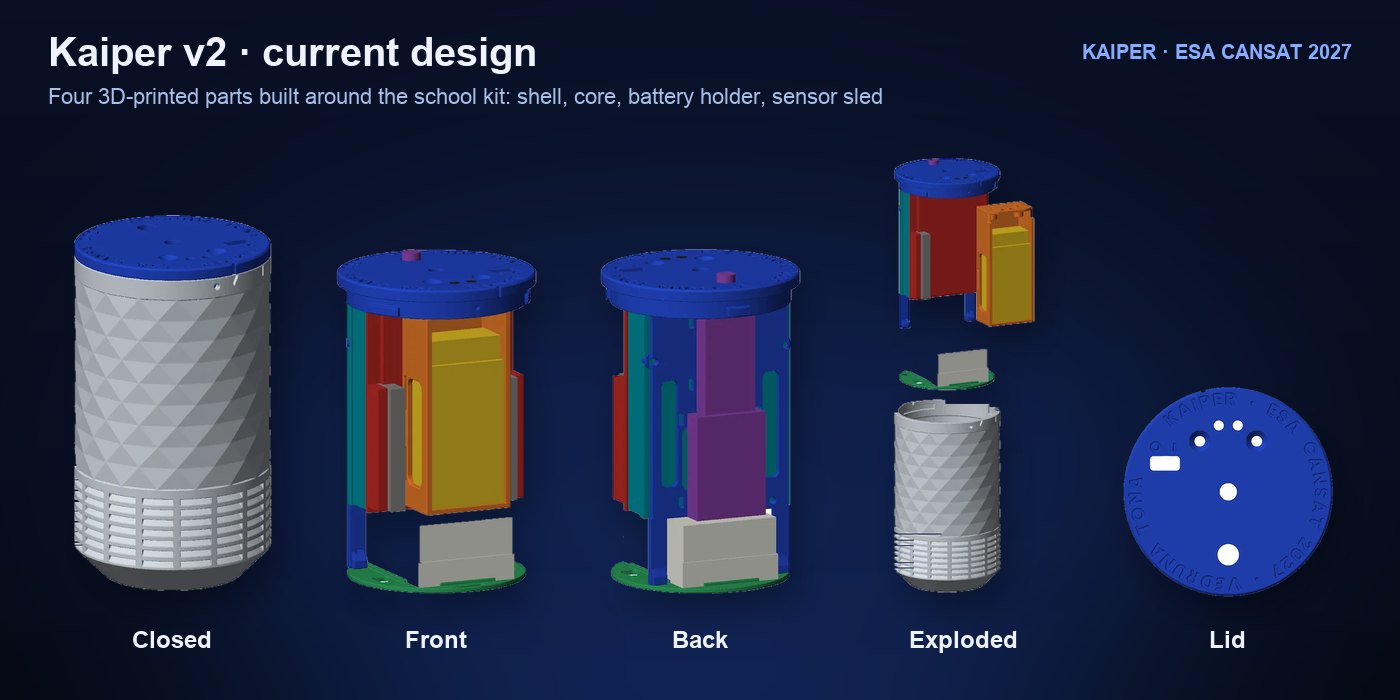 Kaiper v2 · current design
KAIPER · ESA CANSAT 2027
Four 3D-printed parts built around the school kit: shell, core, battery holder, sensor sled
Closed
Front
Back
Exploded
Lid
KAIPER · ESA CANSAT 2027 · VEDRUNA TONA